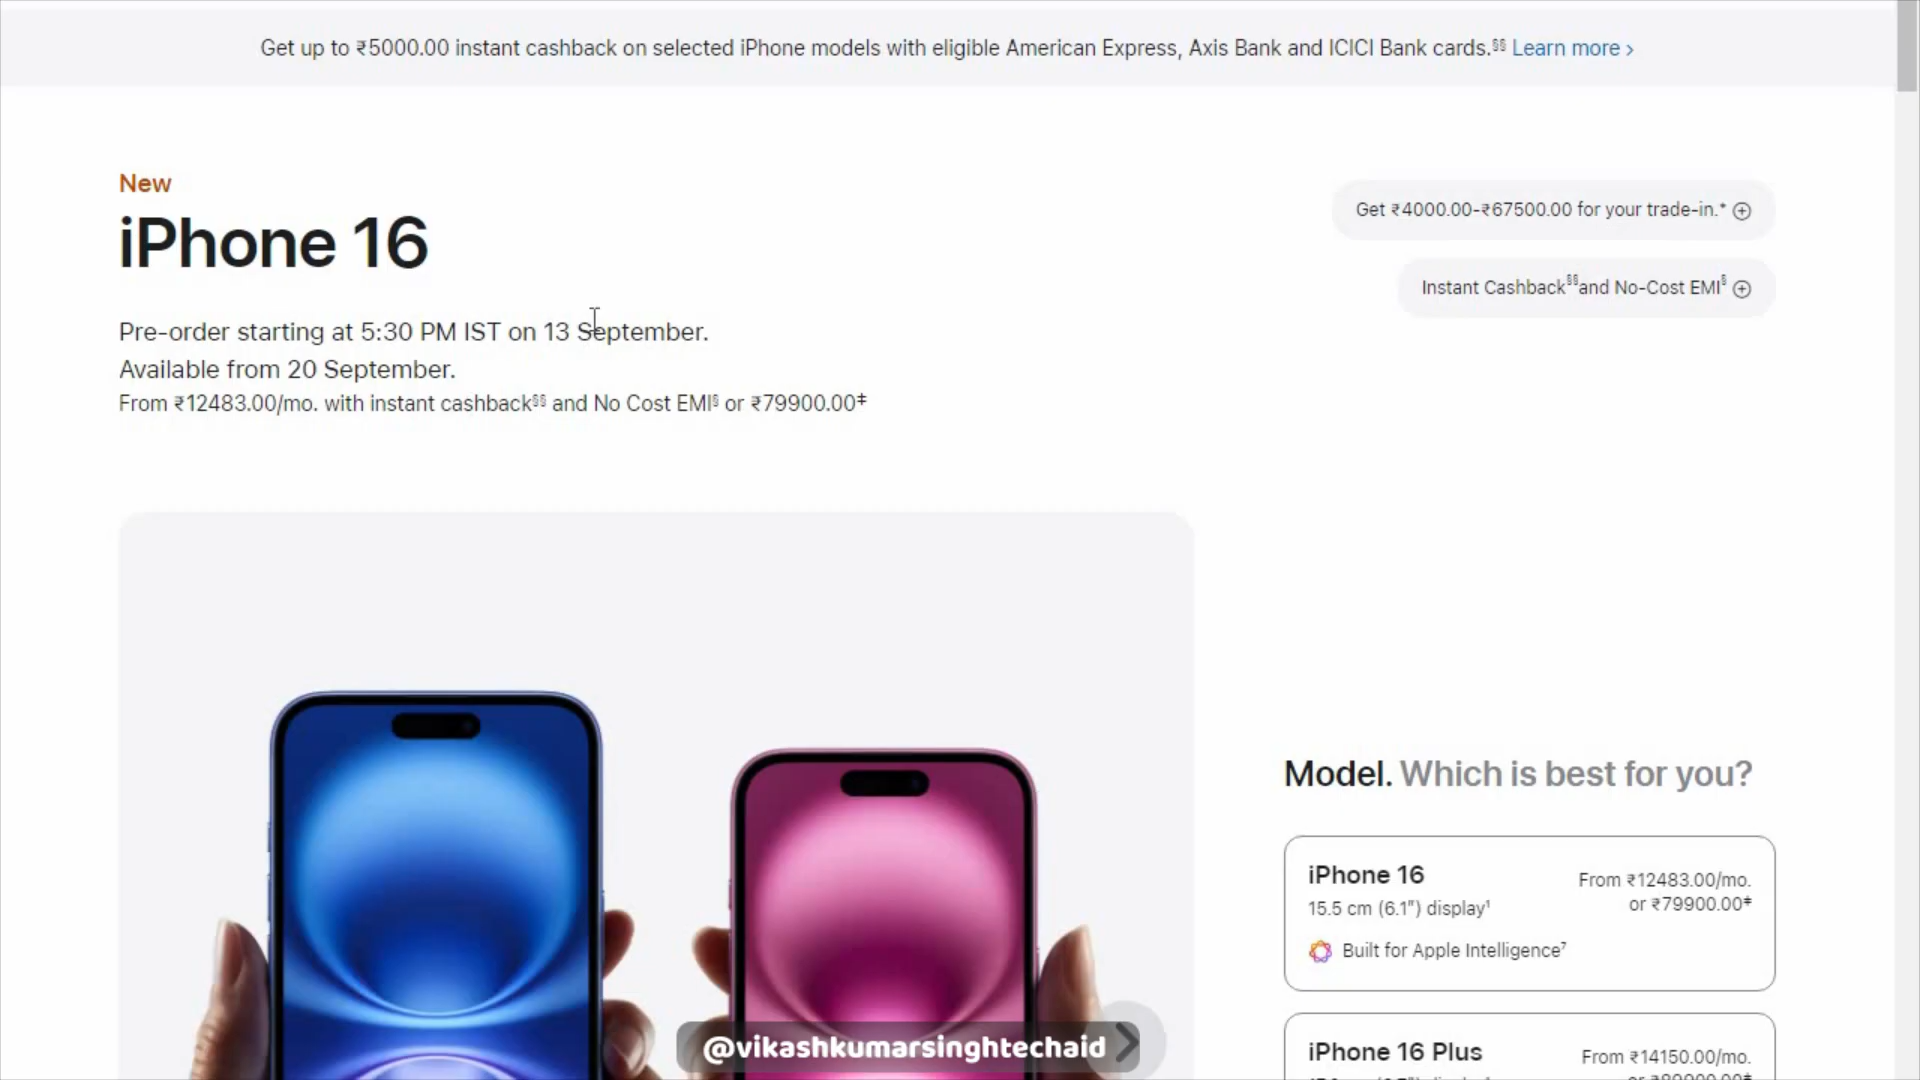 Get up to ₹5000.00 instant cashback on selected iPhone models with eligible American Express, Axis Bank and ICICI Bank cards.§§ Learn more >
New
iPhone 16
Get ₹4000.00-₹67500.00 for your trade-in.*
Instant Cashback§§and No-Cost EMI§
Pre-order starting at 5:30 PM IST on 13 September.
Available from 20 September.
From ₹12483.00/mo. with instant cashback§§ and No Cost EMI§ or ₹79900.00‡
Model. Which is best for you?
iPhone 16
From ₹12483.00/mo.
15.5 cm (6.1″) display¹
or ₹79900.00‡
Built for Apple Intelligence⁷
iPhone 16 Plus
From ₹14150.00/mo.
@vikashkumarsinghtechaid